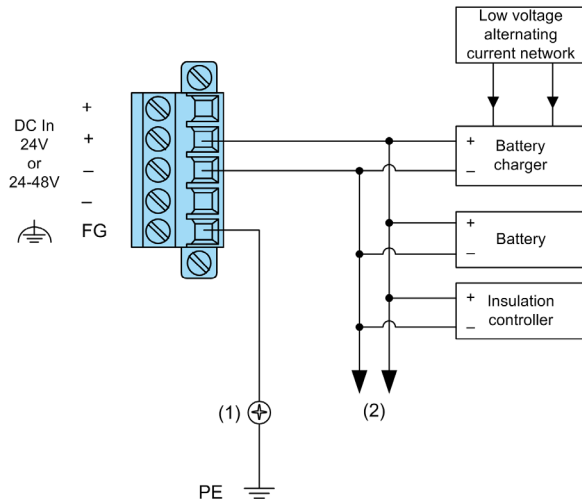 Low voltage
alternating
current network
+
+
−
−
FG
DC In
24V
or
24-48V
+
−
Battery
charger
+
−
Battery
+
−
Insulation
controller
(1)
(2)
PE